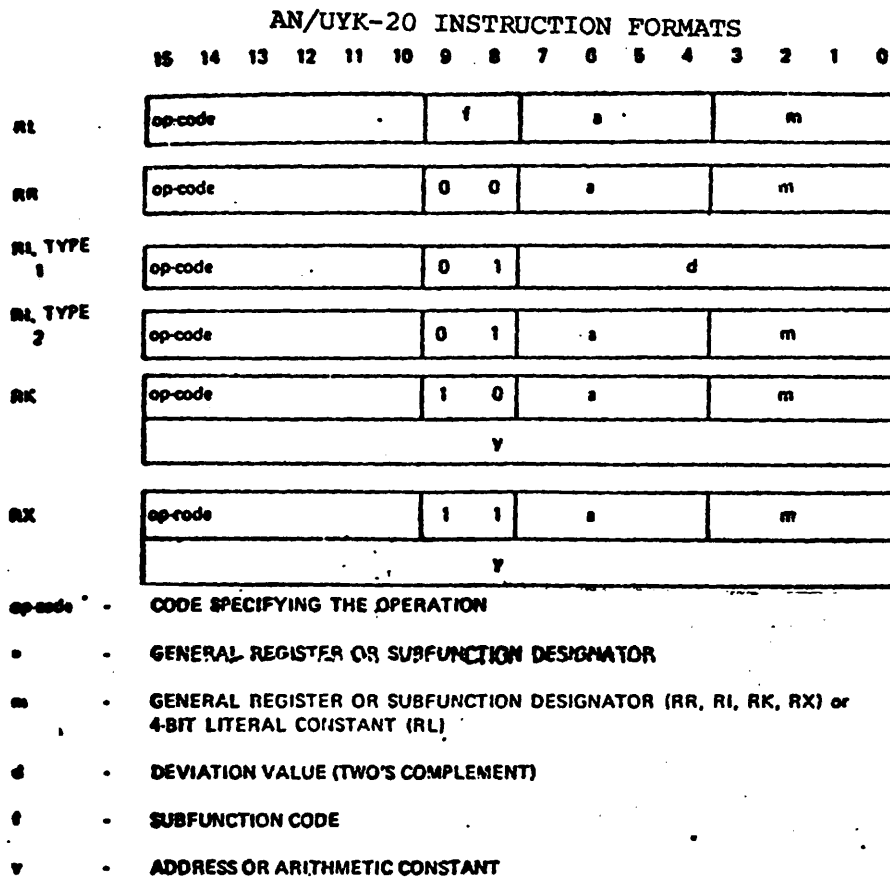 AN/UYK-20 INSTRUCTION FORMATS
15 14 13 12 11 10 9 8 7 6 5 4 3 2 1 0
RL op-code f a m
RR op-code 0 0 a m
RI, TYPE
1 op-code 0 1 d
RI, TYPE
2 op-code 0 1 a m
RK op-code 1 0 a m
y
RX op-code 1 1 a m
y
op-code - CODE SPECIFYING THE OPERATION
a - GENERAL REGISTER OR SUBFUNCTION DESIGNATOR
m - GENERAL REGISTER OR SUBFUNCTION DESIGNATOR (RR, RI, RK, RX) or
4-BIT LITERAL CONSTANT (RL)
d - DEVIATION VALUE (TWO'S COMPLEMENT)
f - SUBFUNCTION CODE
y - ADDRESS OR ARITHMETIC CONSTANT